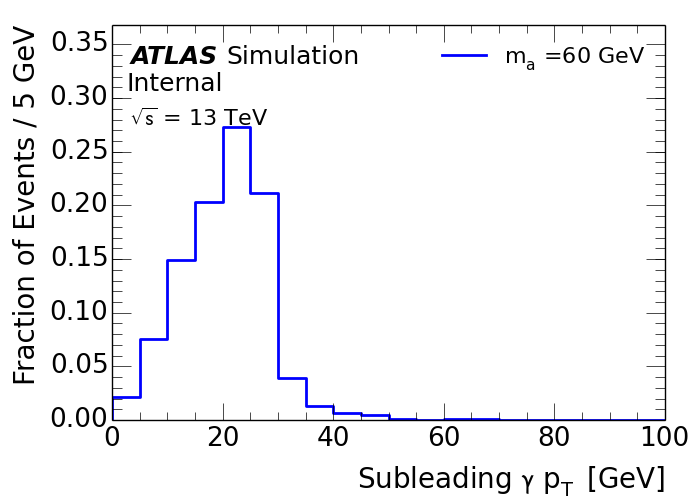 0.35
0.30
0.25
0.20
0.15
0.10
0.05
0.00
Fraction of Events / 5 GeV
ATLAS Simulation
Internal
√s = 13 TeV
mₐ =60 GeV
0 20 40 60 80 100
Subleading γ p_T [GeV]